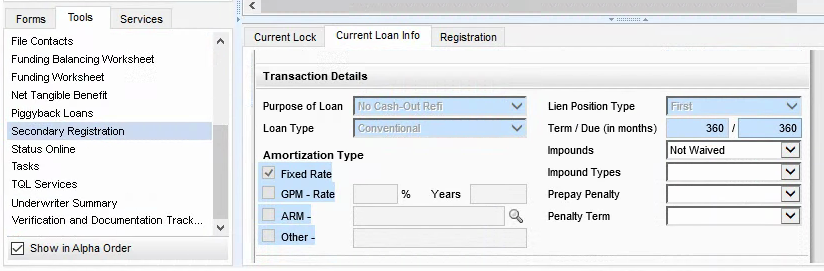 Forms Tools Services
File Contacts
Funding Balancing Worksheet
Funding Worksheet
Net Tangible Benefit
Piggyback Loans
Secondary Registration
Status Online
Tasks
TQL Services
Underwriter Summary
Verification and Documentation Track...
Show in Alpha Order
Current Lock Current Loan Info Registration
Transaction Details
Purpose of Loan No Cash-Out Refi Lien Position Type First
Loan Type Conventional Term / Due (in months) 360 / 360
Impounds Not Waived
Amortization Type
Fixed Rate Impound Types
GPM - Rate % Years Prepay Penalty
ARM - Penalty Term
Other -